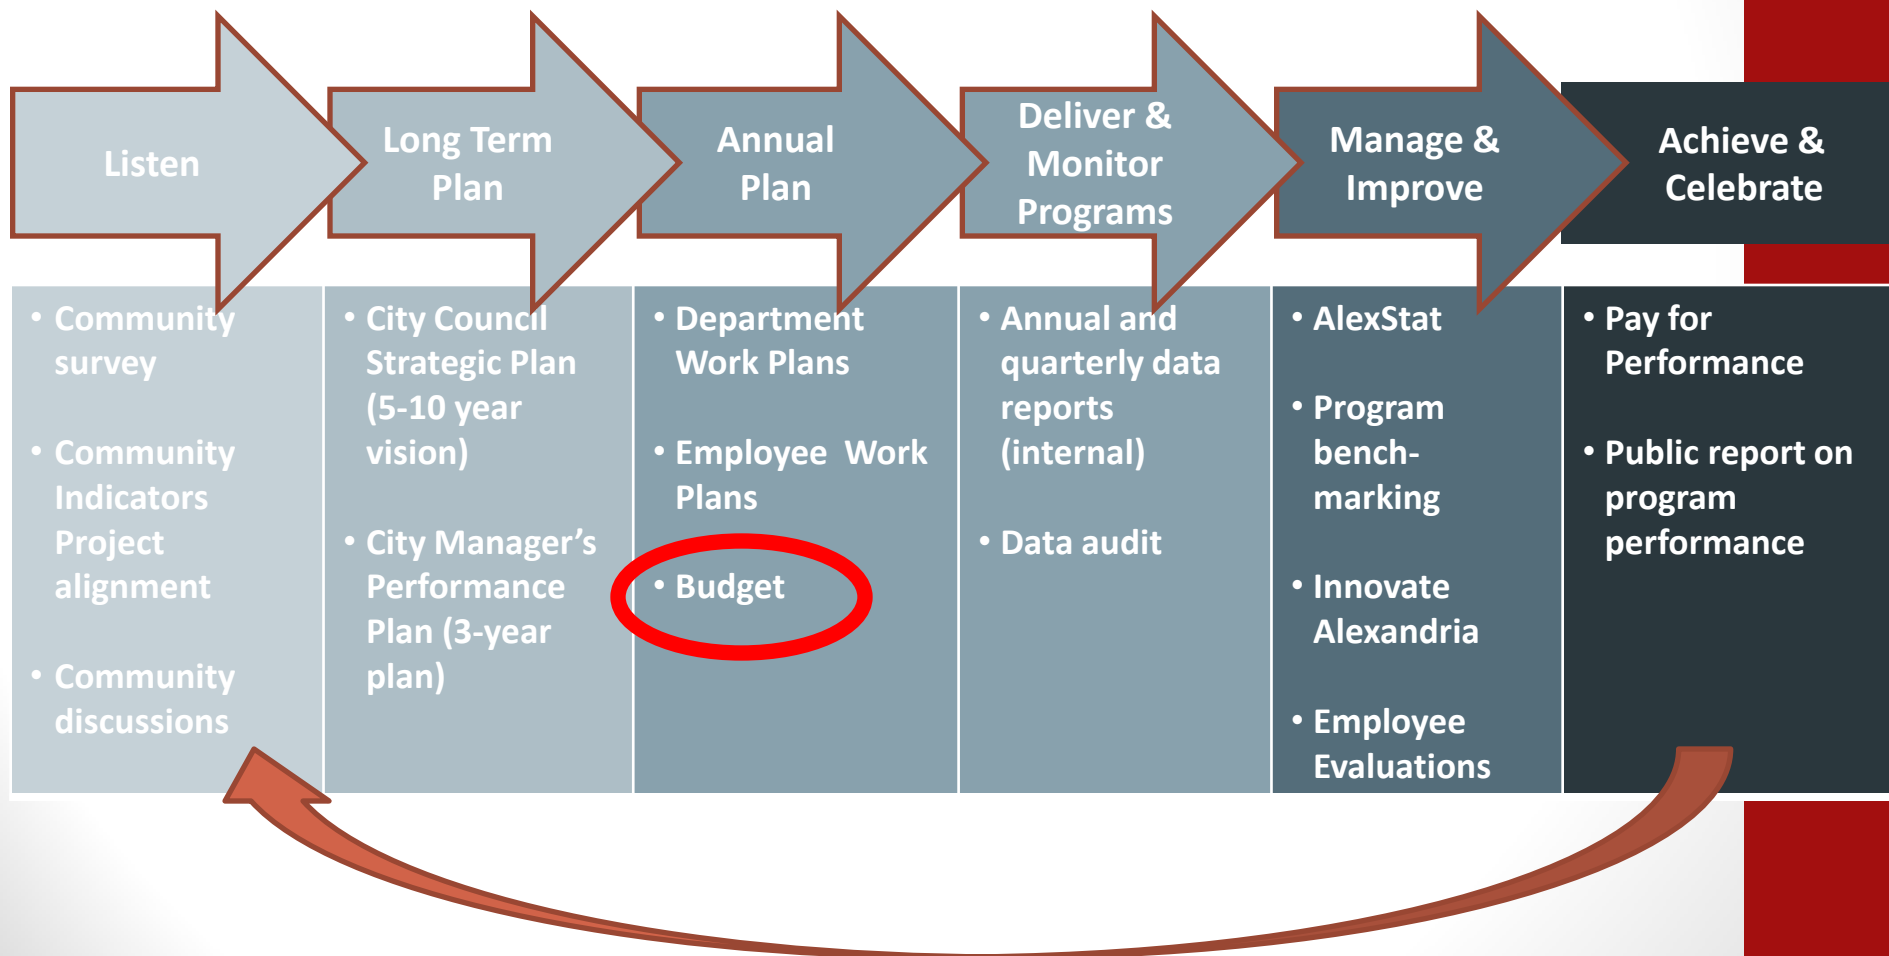 Listen
Long Term
Plan
Annual
Plan
Deliver &
Monitor
Programs
Manage &
Improve
Achieve &
Celebrate
• Community
survey
• Community
Indicators
Project
alignment
• Community
discussions
• City Council
Strategic Plan
(5-10 year
vision)
• City Manager’s
Performance
Plan (3-year
plan)
• Department
Work Plans
• Employee Work
Plans
• Budget
• Annual and
quarterly data
reports
(internal)
• Data audit
• AlexStat
• Program
bench-
marking
• Innovate
Alexandria
• Employee
Evaluations
• Pay for
Performance
• Public report on
program
performance